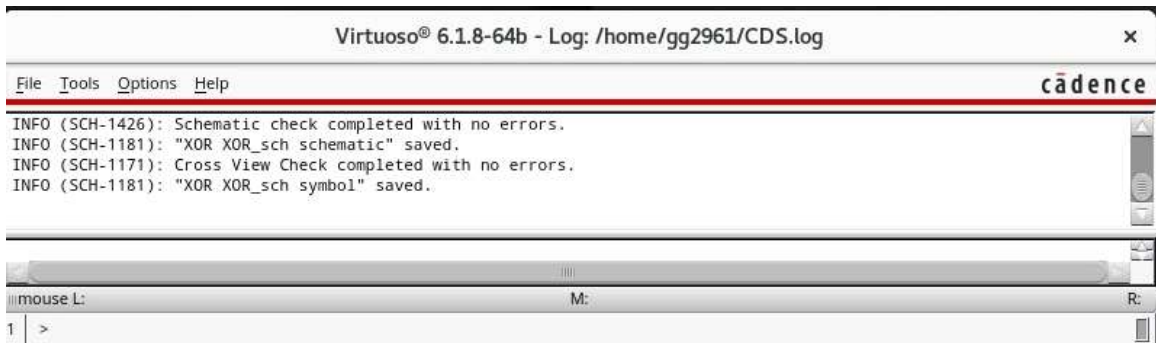 Virtuoso® 6.1.8-64b - Log: /home/gg2961/CDS.log ×
File Tools Options Help cādence
INFO (SCH-1426): Schematic check completed with no errors.
INFO (SCH-1181): "XOR XOR_sch schematic" saved.
INFO (SCH-1171): Cross View Check completed with no errors.
INFO (SCH-1181): "XOR XOR_sch symbol" saved.
mouse L: M: R:
1 >